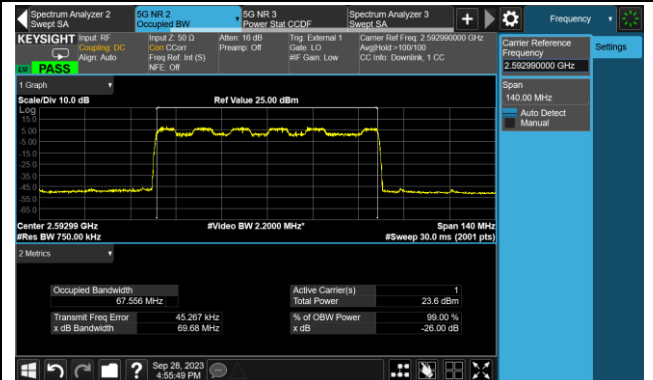 Spectrum Analyzer 2
Swept SA
5G NR 2
Occupied BW
5G NR 3
Power Stat CCDF
Spectrum Analyzer 3
Swept SA
Frequency
KEYSIGHT
Input: RF
Coupling: DC
Align: Auto
Input Z: 50 Ω
Corr CCorr
Freq Ref: Int (S)
NFE: Off
Atten: 16 dB
Preamp: Off
Trig: External 1
Gate: LO
#IF Gain: Low
Carrier Ref Freq: 2.592990000 GHz
Avg|Hold:>100/100
CC Info: Downlink, 1 CC
PASS
Carrier Reference
Frequency
2.592990000 GHz
Settings
Span
140.00 MHz
Auto Detect
Manual
1 Graph
Scale/Div 10.0 dB
Ref Value 25.00 dBm
Log
15.0
5.00
-5.00
-15.0
-25.0
-35.0
-45.0
-55.0
-65.0
Center 2.59299 GHz
#Video BW 2.2000 MHz*
Span 140 MHz
#Res BW 750.00 kHz
#Sweep 30.0 ms (2001 pts)
2 Metrics
Occupied Bandwidth
67.556 MHz
Active Carrier(s)
1
Total Power
23.6 dBm
Transmit Freq Error
45.267 kHz
% of OBW Power
99.00 %
x dB Bandwidth
69.68 MHz
x dB
-26.00 dB
Sep 28, 2023
4:55:49 PM